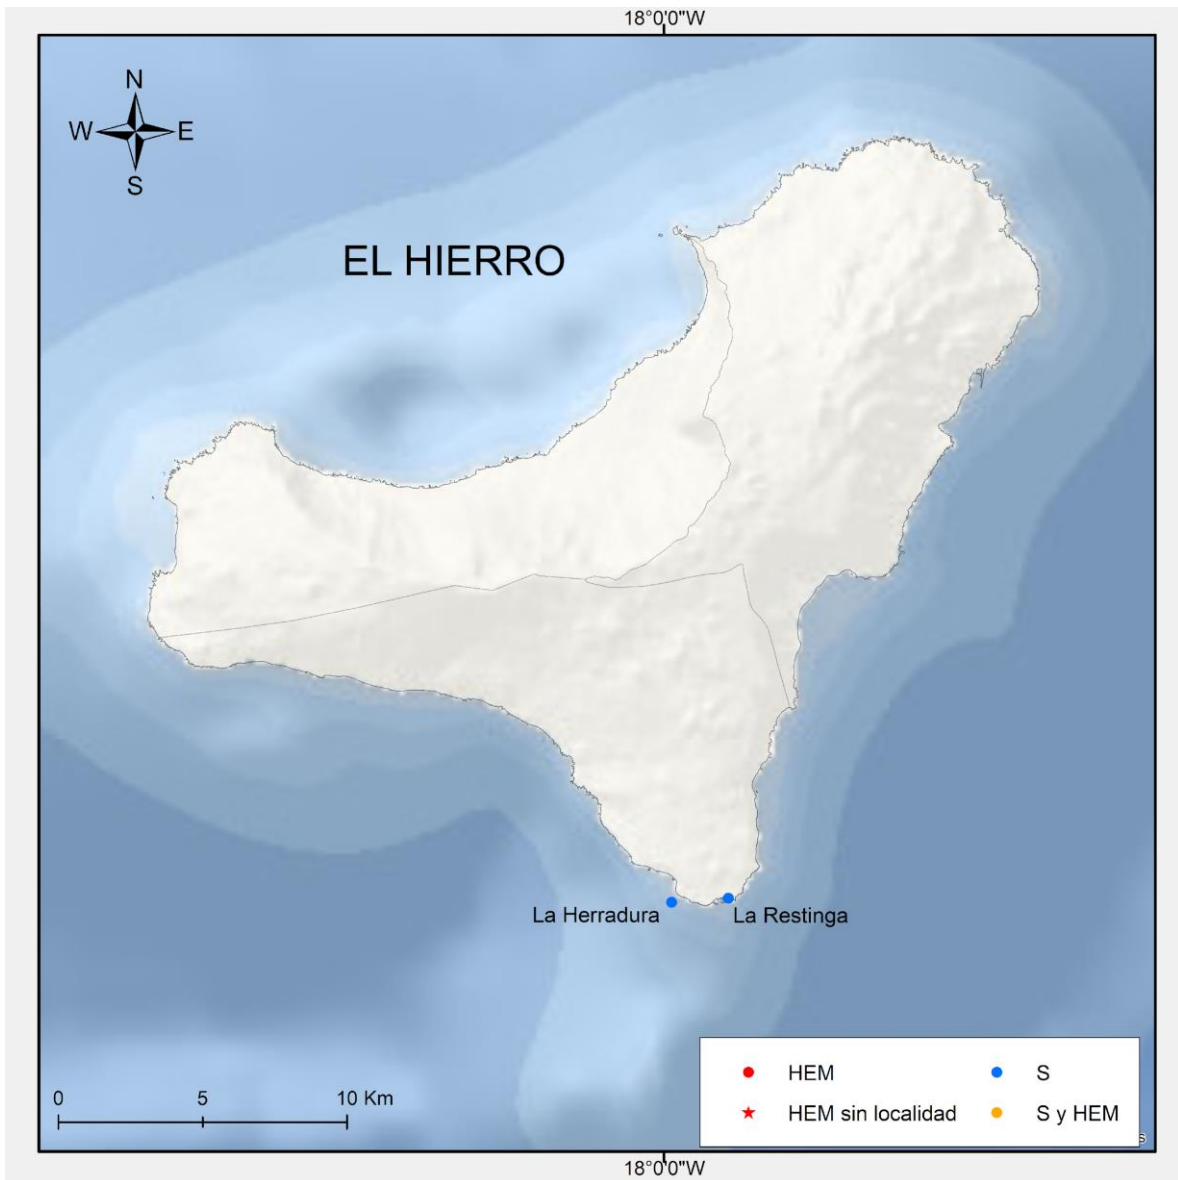 18°0'0"W
N
W E
S
EL HIERRO
La Herradura
La Restinga
HEM
S
HEM sin localidad
S y HEM
0 5 10 Km
18°0'0"W